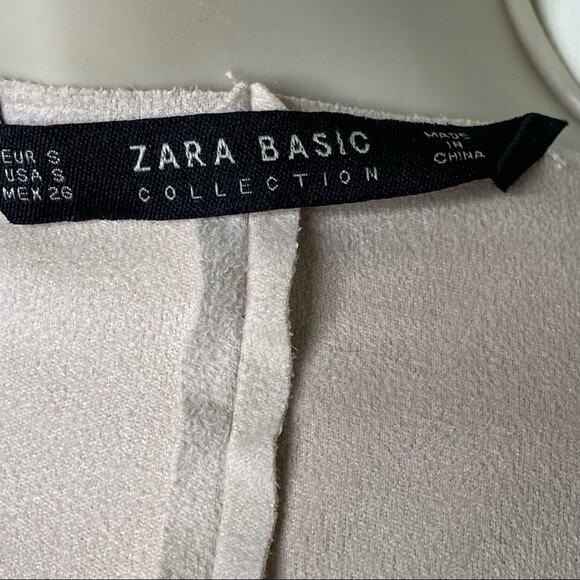 EUR S
USA S
MEX 26
ZARA BASIC
COLLECTION
MADE
IN
CHINA